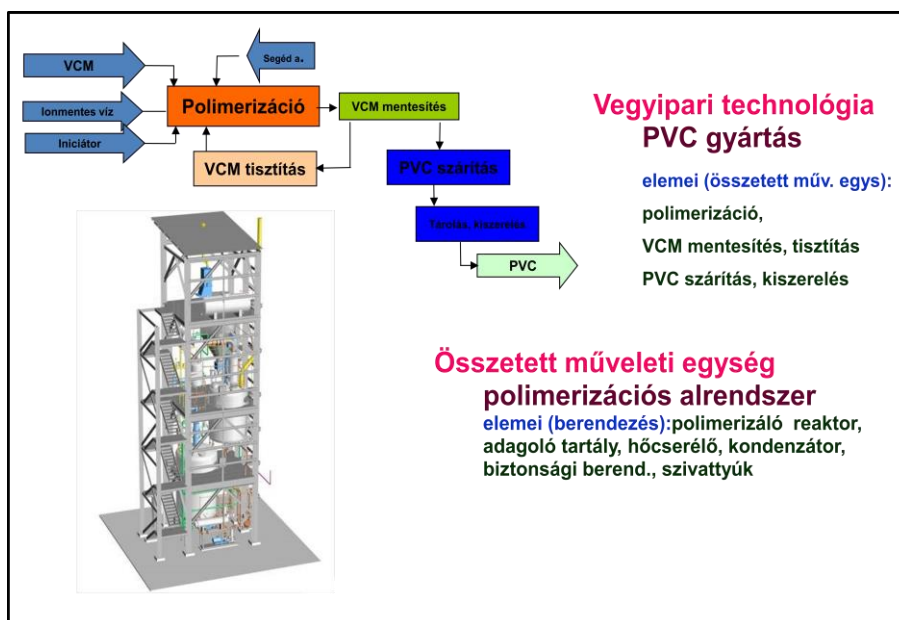 VCM
Segéd a.
Ionmentes víz
Polimerizáció
VCM mentesítés
Iniciátor
VCM tisztítás
PVC szárítás
Tárolás, kiszerelés
PVC
Vegyipari technológia
PVC gyártás
elemei (összetett műv. egys):
polimerizáció,
VCM mentesítés, tisztítás
PVC szárítás, kiszerelés
Összetett műveleti egység
polimerizációs alrendszer
elemei (berendezés):polimerizáló reaktor,
adagoló tartály, hőcserélő, kondenzátor,
biztonsági berend., szivattyúk